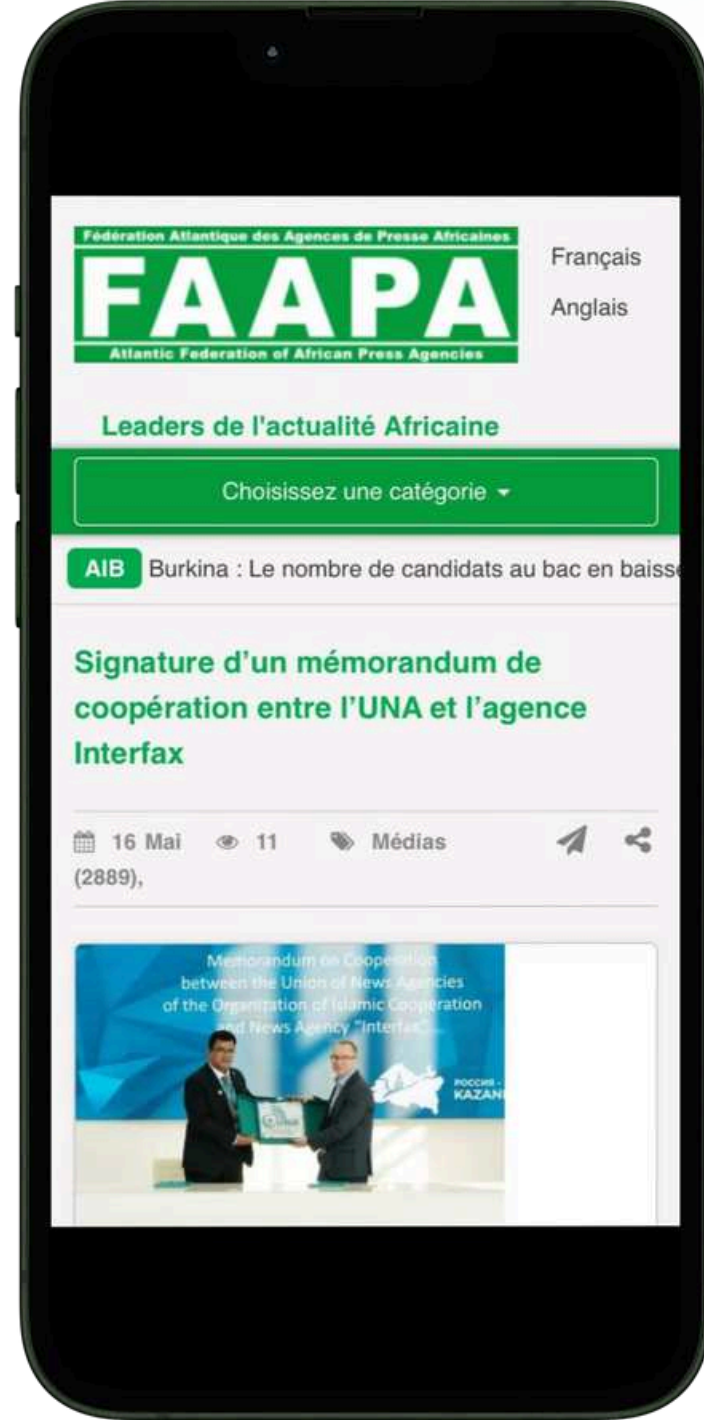 Fédération Atlantique des Agences de Presse Africaines
FAAPA
Atlantic Federation of African Press Agencies
Français
Anglais
Leaders de l'actualité Africaine
Choisissez une catégorie
AIB Burkina : Le nombre de candidats au bac en baisse
Signature d’un mémorandum de
coopération entre l’UNA et l’agence
Interfax
16 Mai 11 Médias
(2889),
Memorandum on Cooperation
between the Union of News Agencies
of the Organization of Islamic Cooperation
and News Agency "Interfax"
РОССИЯ -
KAZAN
UNA